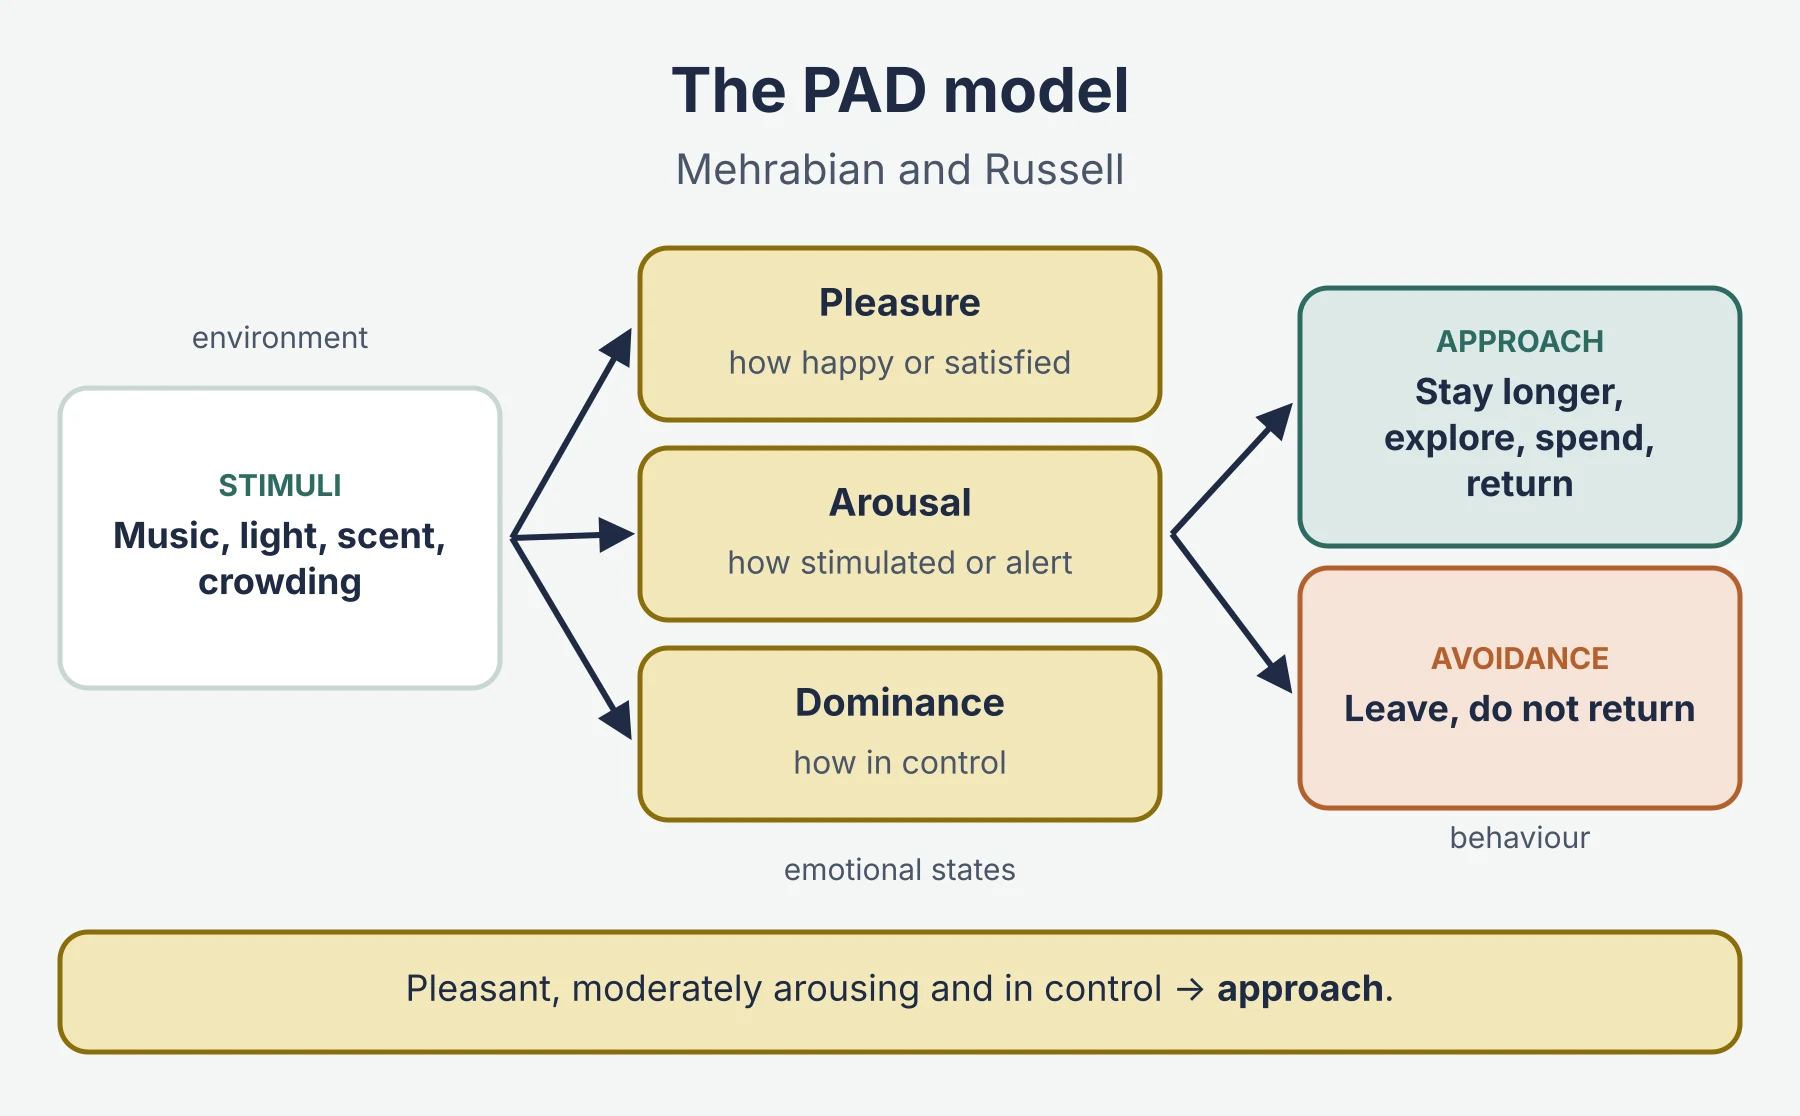 The PAD model
Mehrabian and Russell
environment
STIMULI
Music, light, scent,
crowding
Pleasure
how happy or satisfied
Arousal
how stimulated or alert
Dominance
how in control
emotional states
APPROACH
Stay longer,
explore, spend,
return
AVOIDANCE
Leave, do not return
behaviour
Pleasant, moderately arousing and in control → approach.